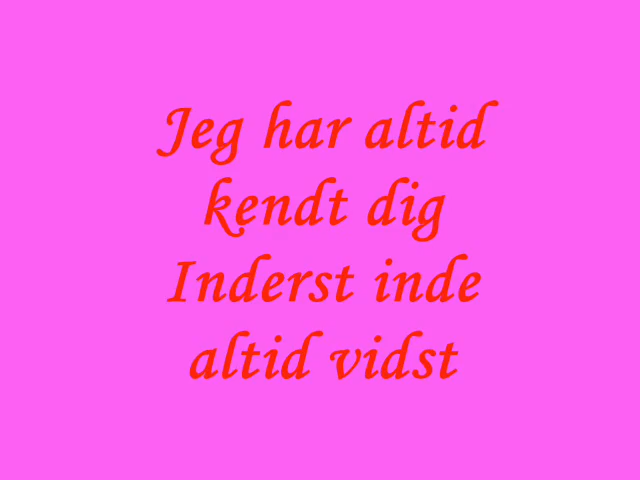 Jeg har altid
kendt dig
Inderst inde
altid vidst